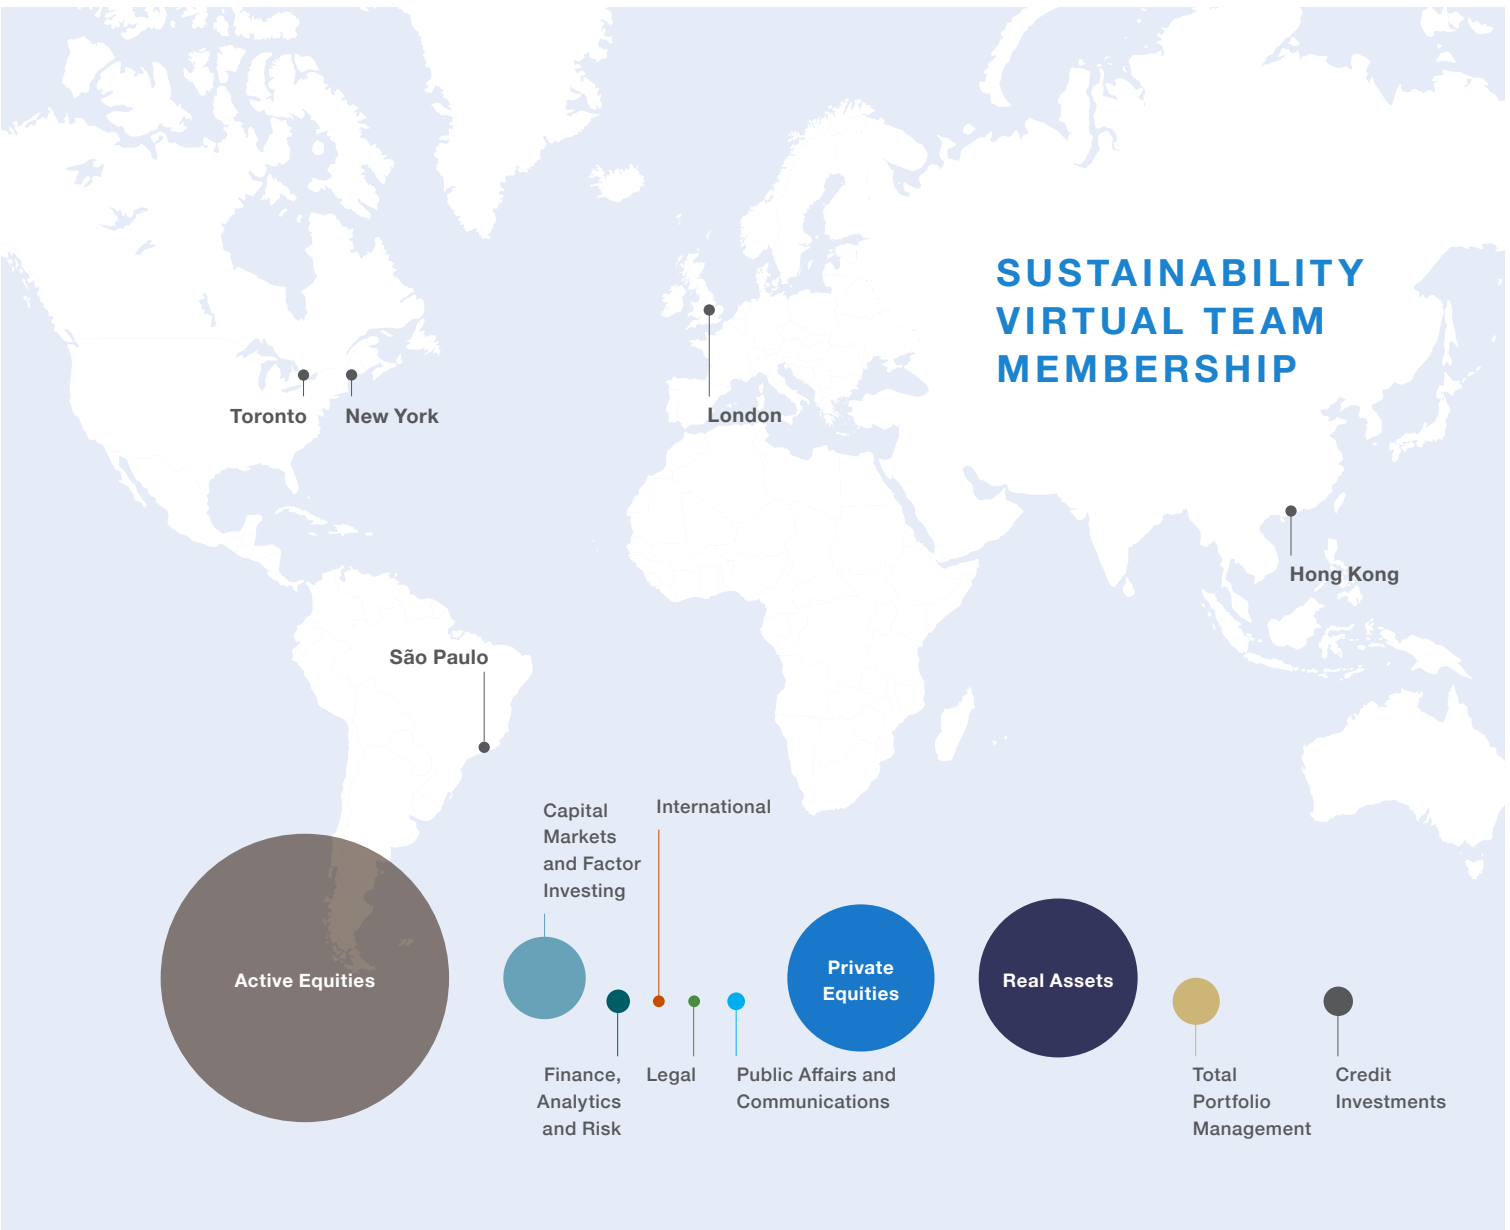 SUSTAINABILITY
VIRTUAL TEAM
MEMBERSHIP
Toronto
New York
London
Hong Kong
São Paulo
Capital
Markets
and Factor
Investing
International
Active Equities
Private
Equities
Real Assets
Finance,
Analytics
and Risk
Legal
Public Affairs and
Communications
Total
Portfolio
Management
Credit
Investments